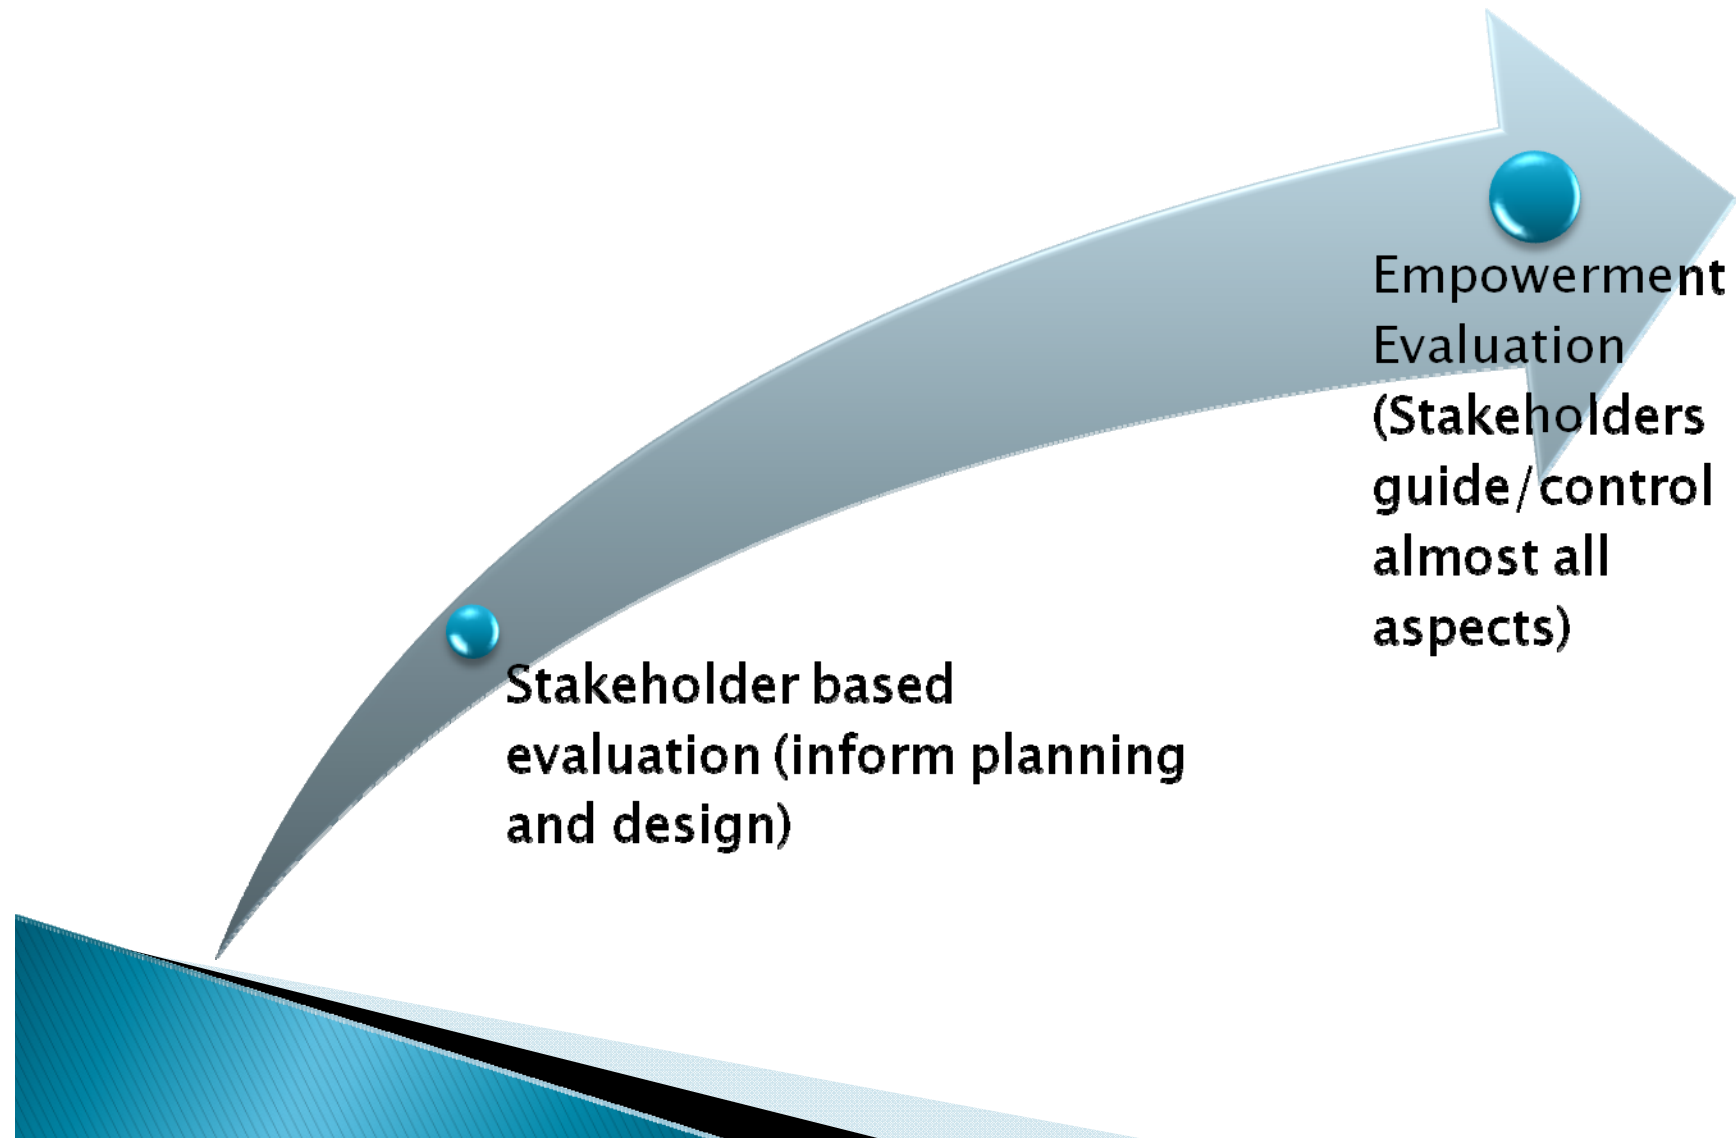 Empowerment
Evaluation
(Stakeholders
guide/control
almost all
aspects)
Stakeholder based
evaluation (inform planning
and design)